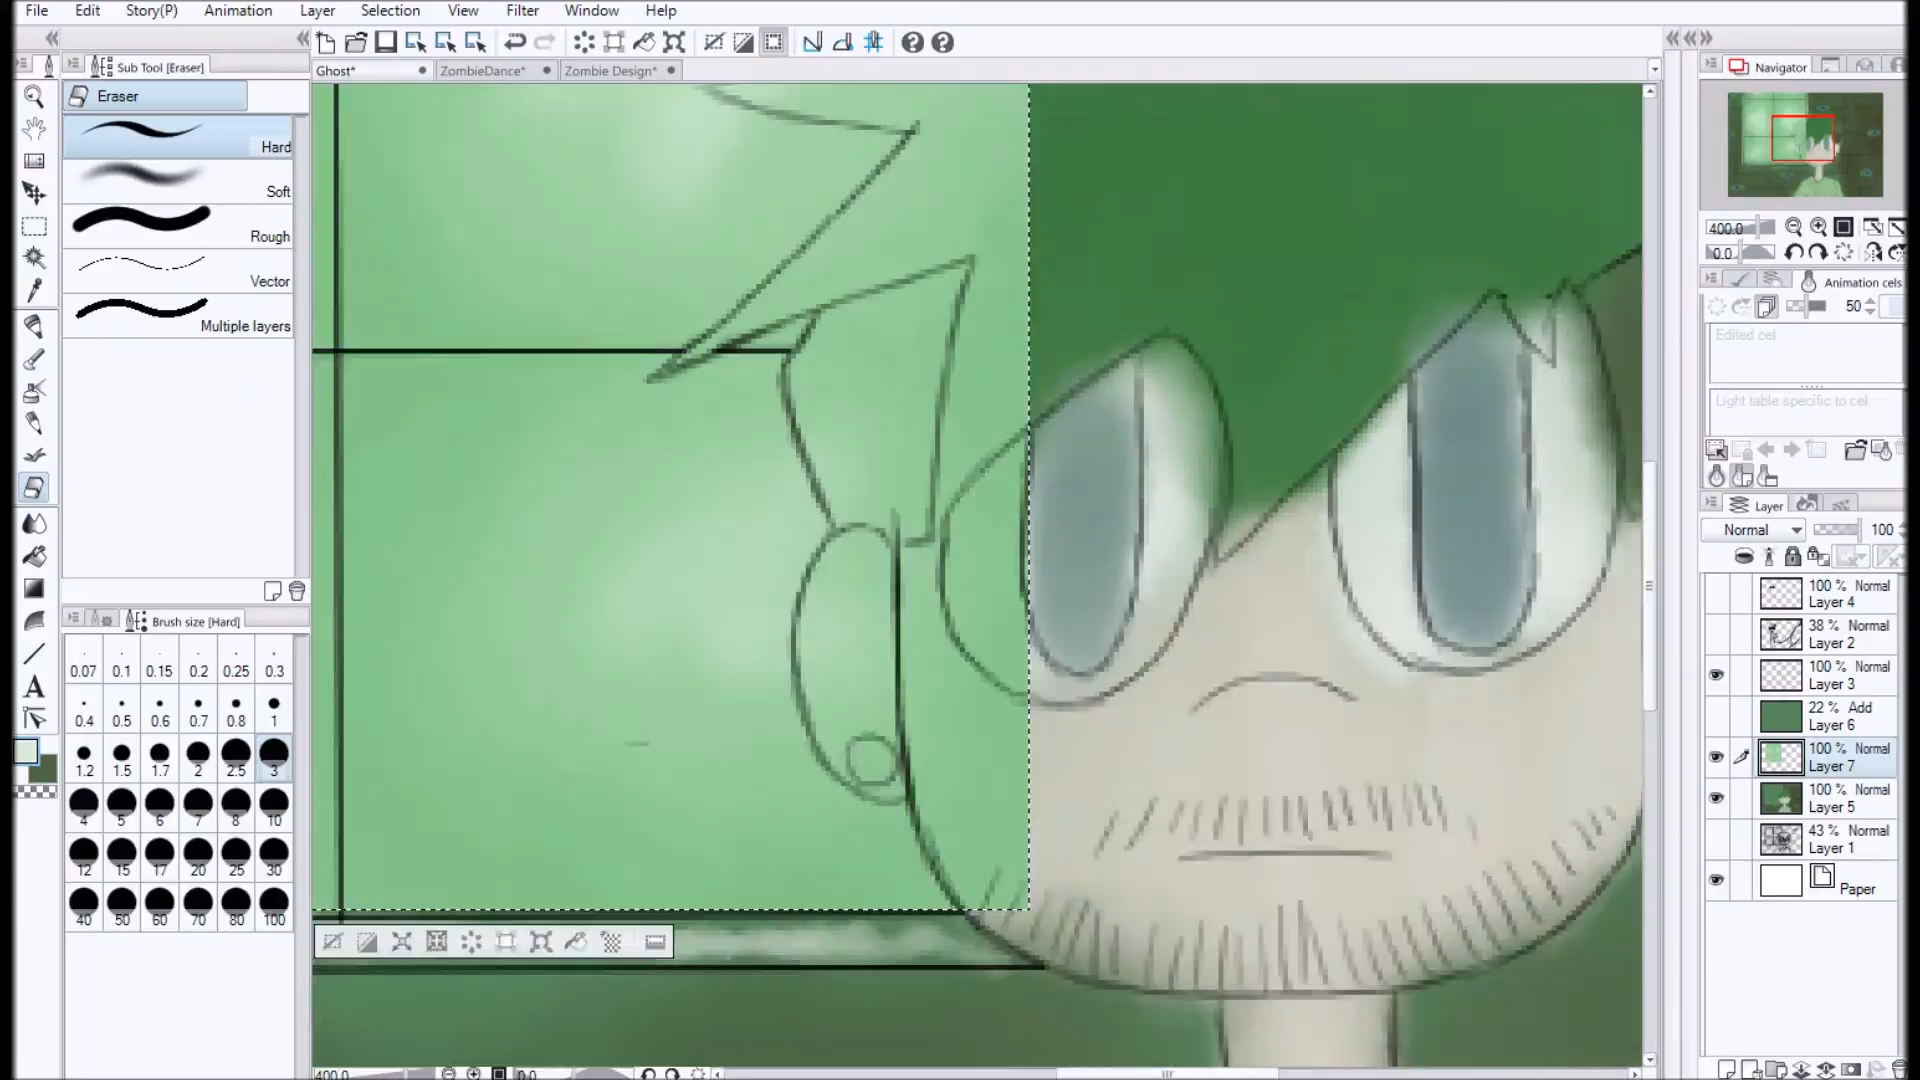 File Edit Story(P) Animation Layer Selection View Filter Window Help
Sub Tool [Eraser]
Ghost* ZombieDance* Zombie Design*
Navigator
Eraser
Hard
Soft
Rough
Vector
Multiple layers
400.0
0.0
Animation cels
50
Edited cel
Light table specific to cel
Layer
Normal 100
100 % Normal
Layer 4
38 % Normal
Layer 2
100 % Normal
Layer 3
22 % Add
Layer 6
100 % Normal
Layer 7
100 % Normal
Layer 5
43 % Normal
Layer 1
Paper
Brush size [Hard]
0.07 0.1 0.15 0.2 0.25 0.3
0.4 0.5 0.6 0.7 0.8 1
1.2 1.5 1.7 2 2.5 3
4 5 6 7 8 10
12 15 17 20 25 30
40 50 60 70 80 100
400.0 0.0